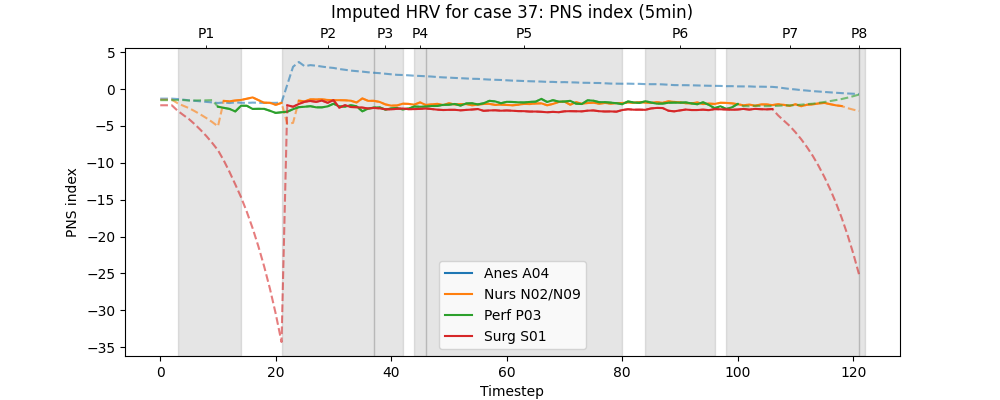 Imputed HRV for case 37: PNS index (5min)
P1 P2 P3 P4 P5 P6 P7 P8
5
0
−5
−10
−15
−20
−25
−30
−35
PNS index
Anes A04
Nurs N02/N09
Perf P03
Surg S01
0 20 40 60 80 100 120
Timestep